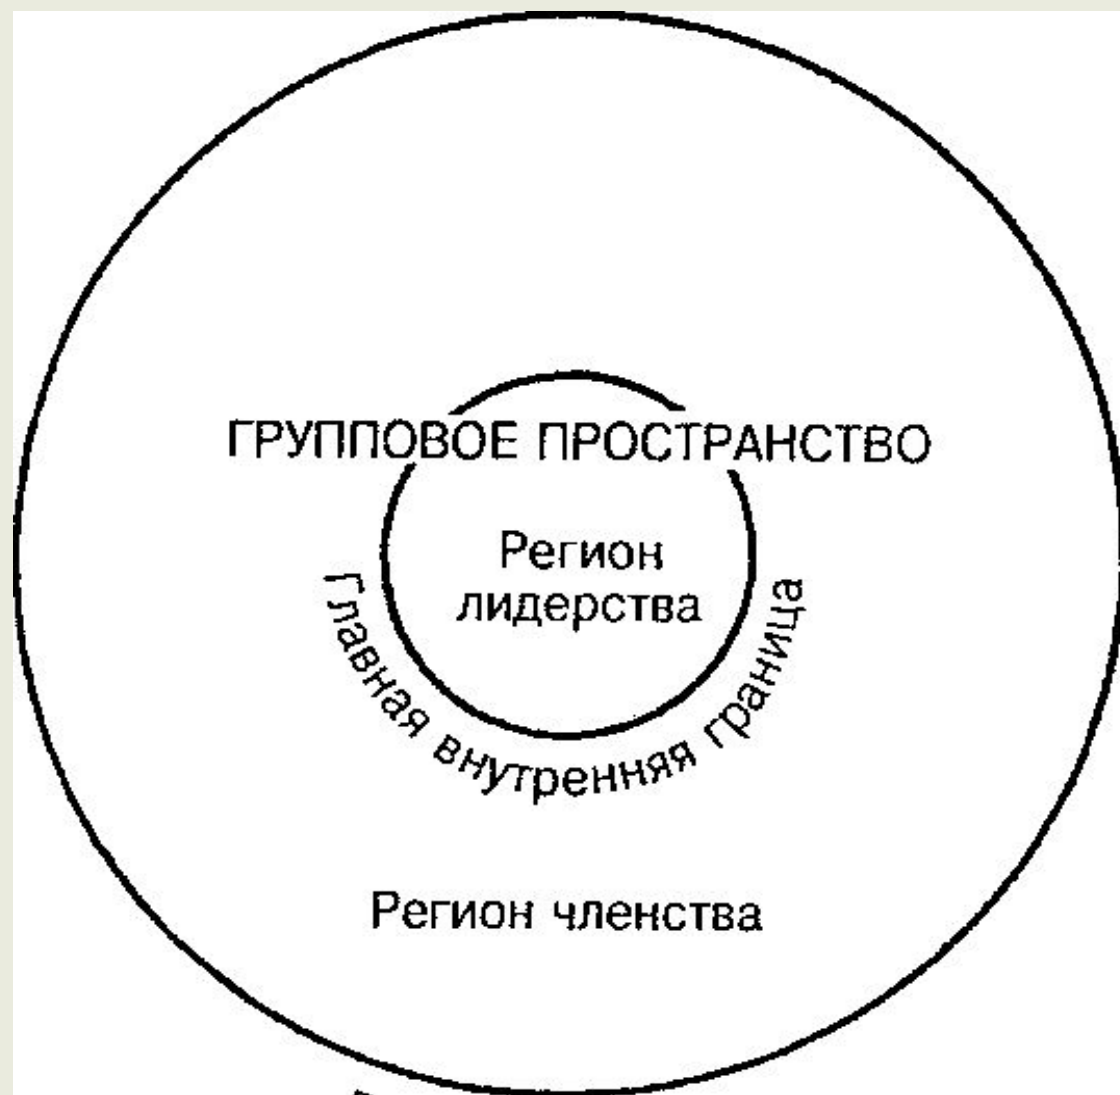 ГРУППОВОЕ ПРОСТРАНСТВО
Регион
лидерства
Главная внутренняя граница
Регион членства